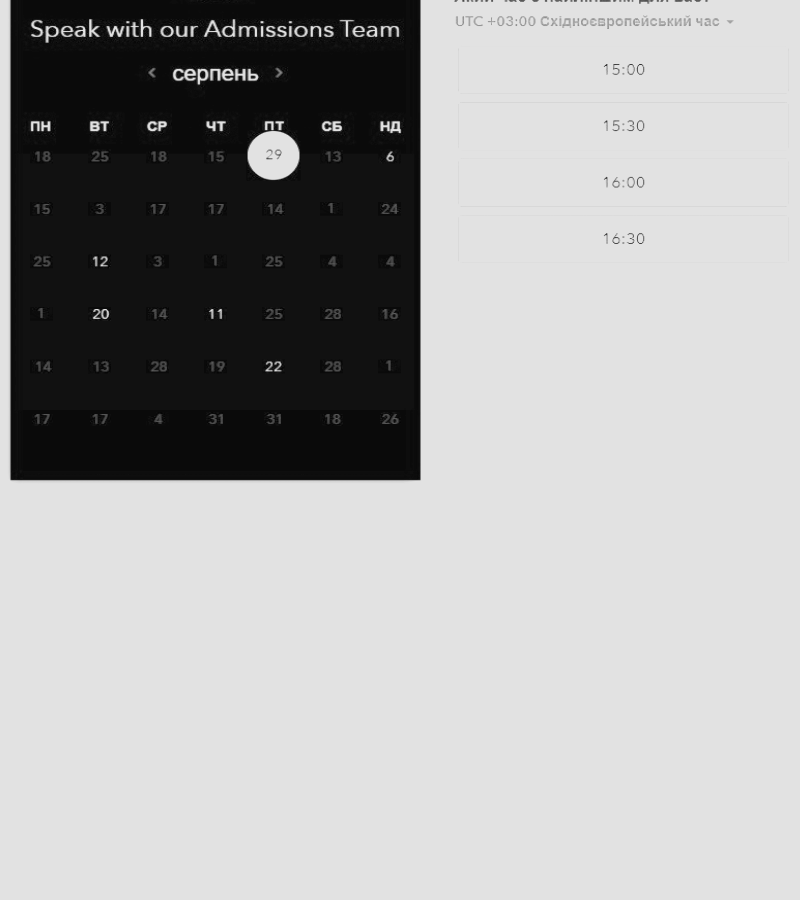 Speak with our Admissions Team
< серпень >
ПН ВТ СР ЧТ ПТ СБ НД
18 25 18 15 29 13 6
15 3 17 17 14 1 24
25 12 3 1 25 4 4
1 20 14 11 25 28 16
14 13 28 19 22 28 1
17 17 4 31 31 18 26
UTC +03:00 Східноєвропейський час
15:00
15:30
16:00
16:30